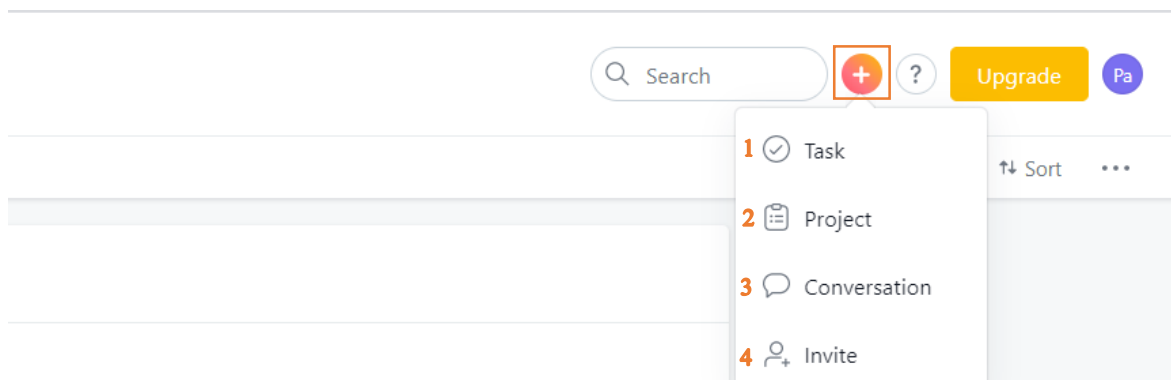 Search + ? Upgrade Pa
1 Task
Sort ...
2 Project
3 Conversation
4 Invite